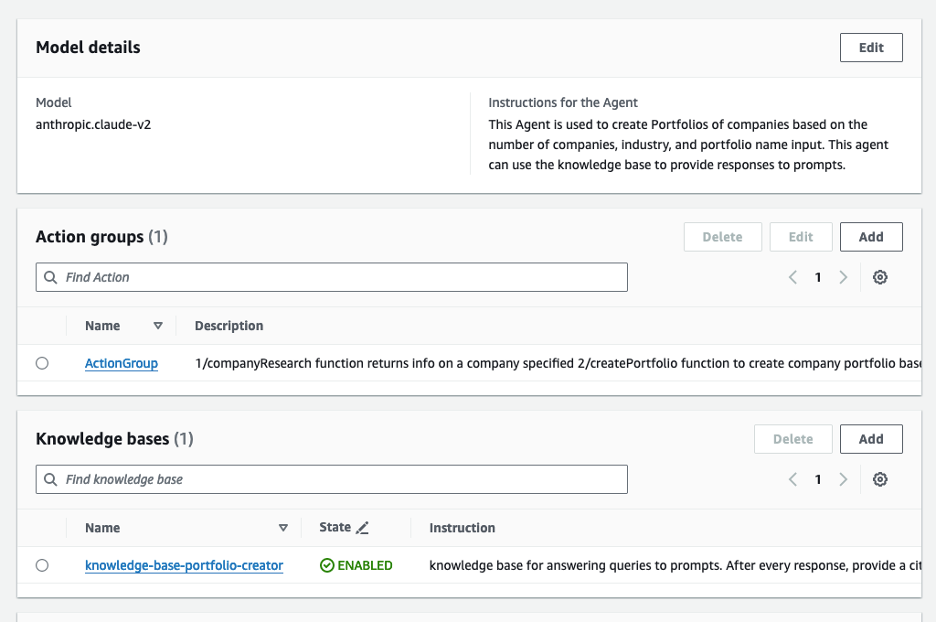 Model details
Edit
Model
anthropic.claude-v2
Instructions for the Agent
This Agent is used to create Portfolios of companies based on the
number of companies, industry, and portfolio name input. This agent
can use the knowledge base to provide responses to prompts.
Action groups (1)
Delete
Edit
Add
Find Action
1
Name
Description
ActionGroup
1/companyResearch function returns info on a company specified 2/createPortfolio function to create company portfolio base
Knowledge bases (1)
Delete
Add
Find knowledge base
1
Name
State
Instruction
knowledge-base-portfolio-creator
ENABLED
knowledge base for answering queries to prompts. After every response, provide a cit